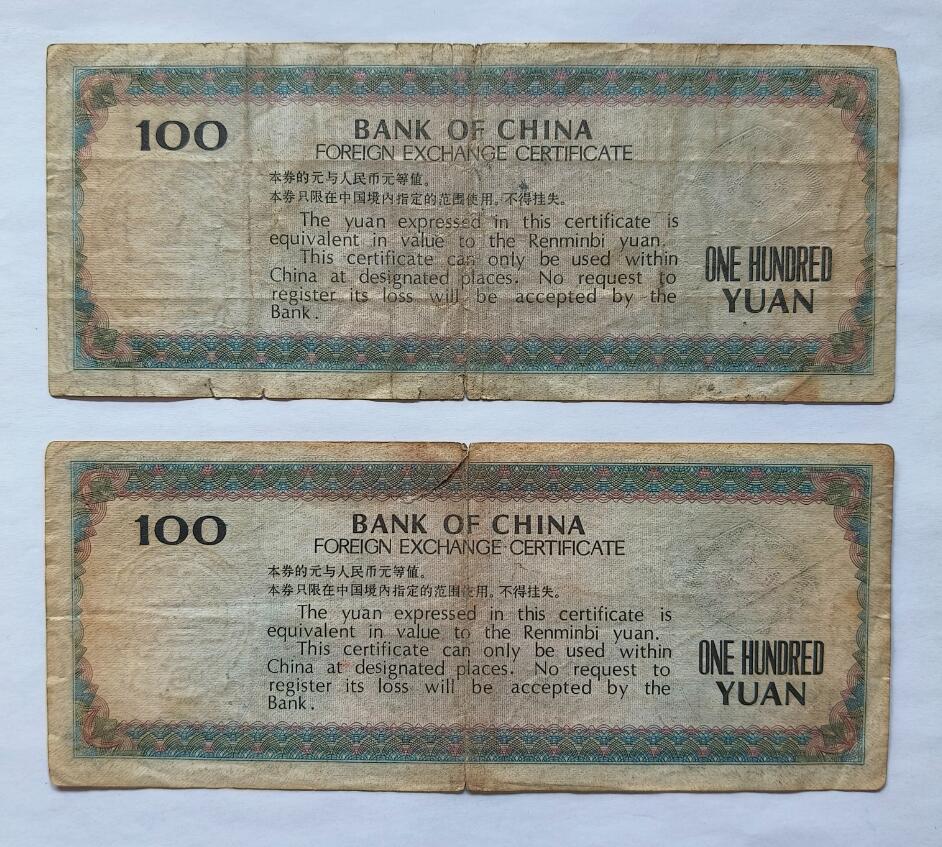 100
BANK OF CHINA
FOREIGN EXCHANGE CERTIFICATE
本券的元与人民币元等值。
本券只限在中国境内指定的范围使用。不得挂失。
The yuan expressed in this certificate is
equivalent in value to the Renminbi yuan.
This certificate can only be used within
China at designated places. No request to
register its loss will be accepted by the
Bank.
ONE HUNDRED
YUAN
100
BANK OF CHINA
FOREIGN EXCHANGE CERTIFICATE
本券的元与人民币元等值。
本券只限在中国境内指定的范围使用。不得挂失。
The yuan expressed in this certificate is
equivalent in value to the Renminbi yuan.
This certificate can only be used within
China at designated places. No request to
register its loss will be accepted by the
Bank.
ONE HUNDRED
YUAN